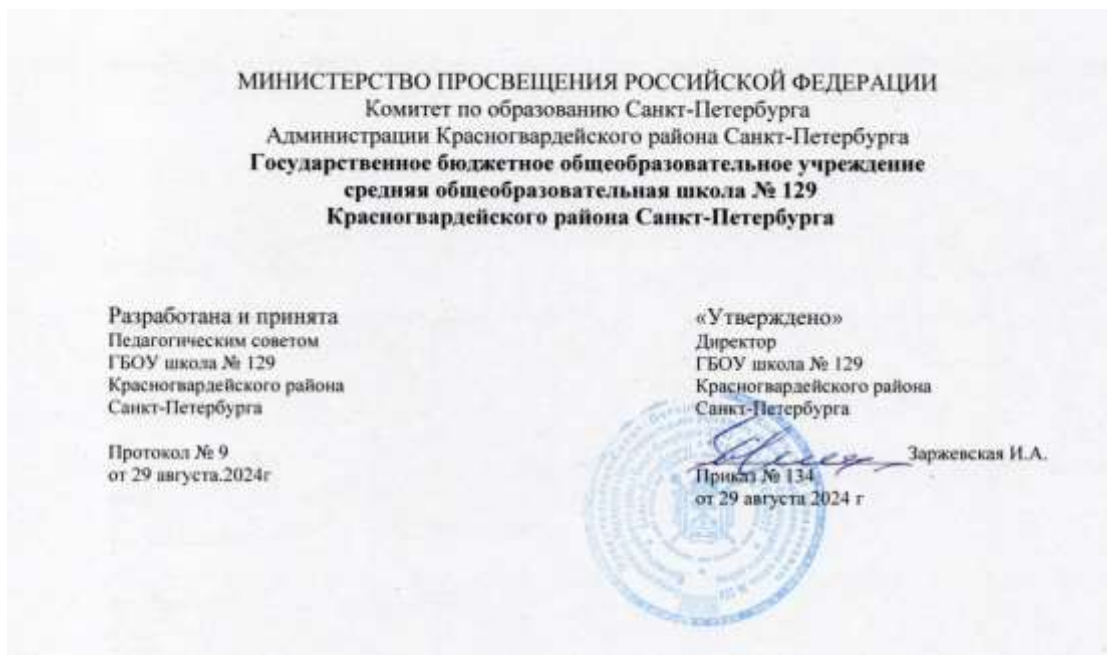 МИНИСТЕРСТВО ПРОСВЕЩЕНИЯ РОССИЙСКОЙ ФЕДЕРАЦИИ
Комитет по образованию Санкт-Петербурга
Администрации Красногвардейского района Санкт-Петербурга
Государственное бюджетное общеобразовательное учреждение
средняя общеобразовательная школа № 129
Красногвардейского района Санкт-Петербурга
Разработана и принята
Педагогическим советом
ГБОУ школа № 129
Красногвардейского района
Санкт-Петербурга
Протокол № 9
от 29 августа.2024г
«Утверждено»
Директор
ГБОУ школа № 129
Красногвардейского района
Санкт-Петербурга
Заржевская И.А.
Приказ № 134
от 29 августа 2024 г